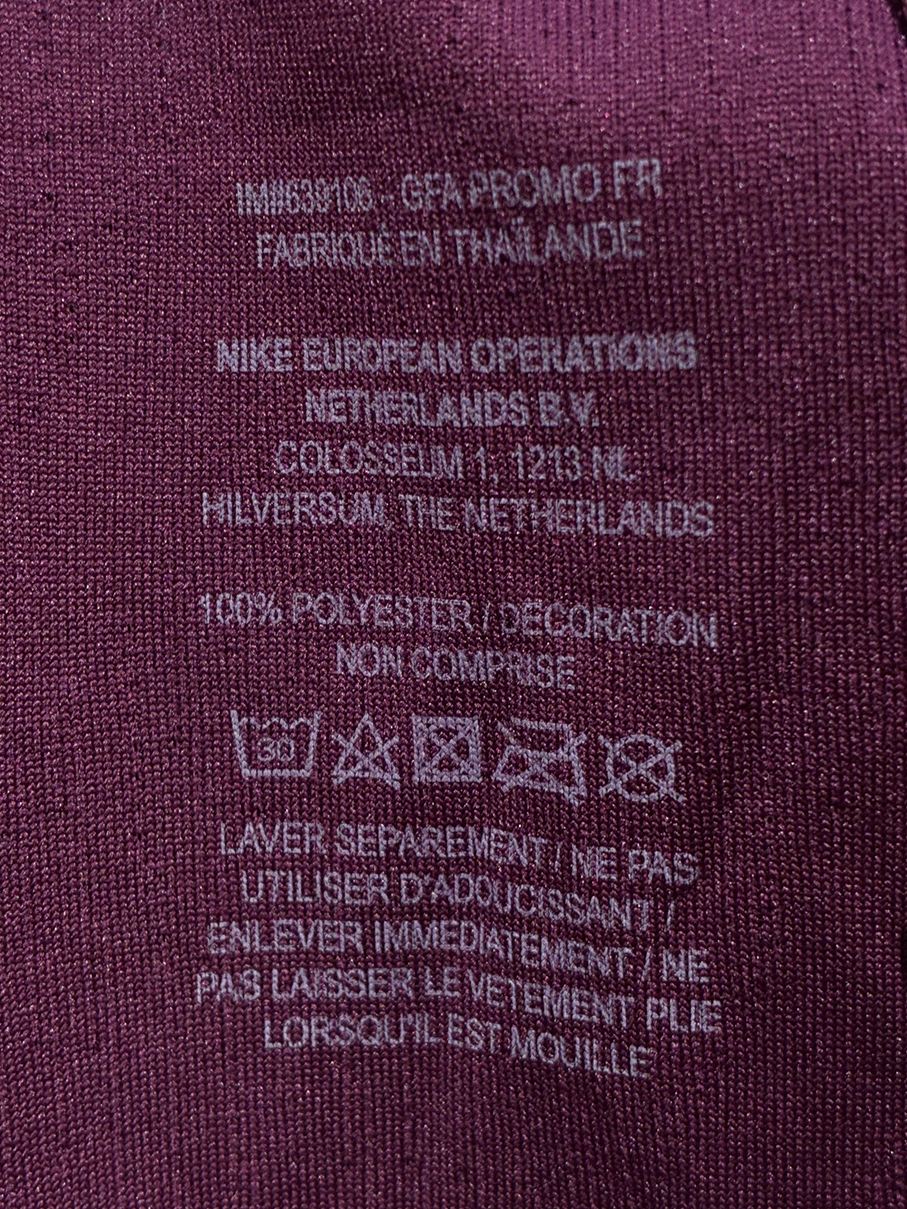 IM#639106 - GFA PROMO FR
FABRIQUÉ EN THAÏLANDE
NIKE EUROPEAN OPERATIONS
NETHERLANDS B.V.
COLOSSEUM 1, 1213 NL
HILVERSUM, THE NETHERLANDS
100% POLYESTER / DECORATION
NON COMPRISE
30
LAVER SEPAREMENT / NE PAS
UTILISER D'ADOUCISSANT /
ENLEVER IMMEDIATEMENT / NE
PAS LAISSER LE VETEMENT PLIE
LORSQU'IL EST MOUILLE